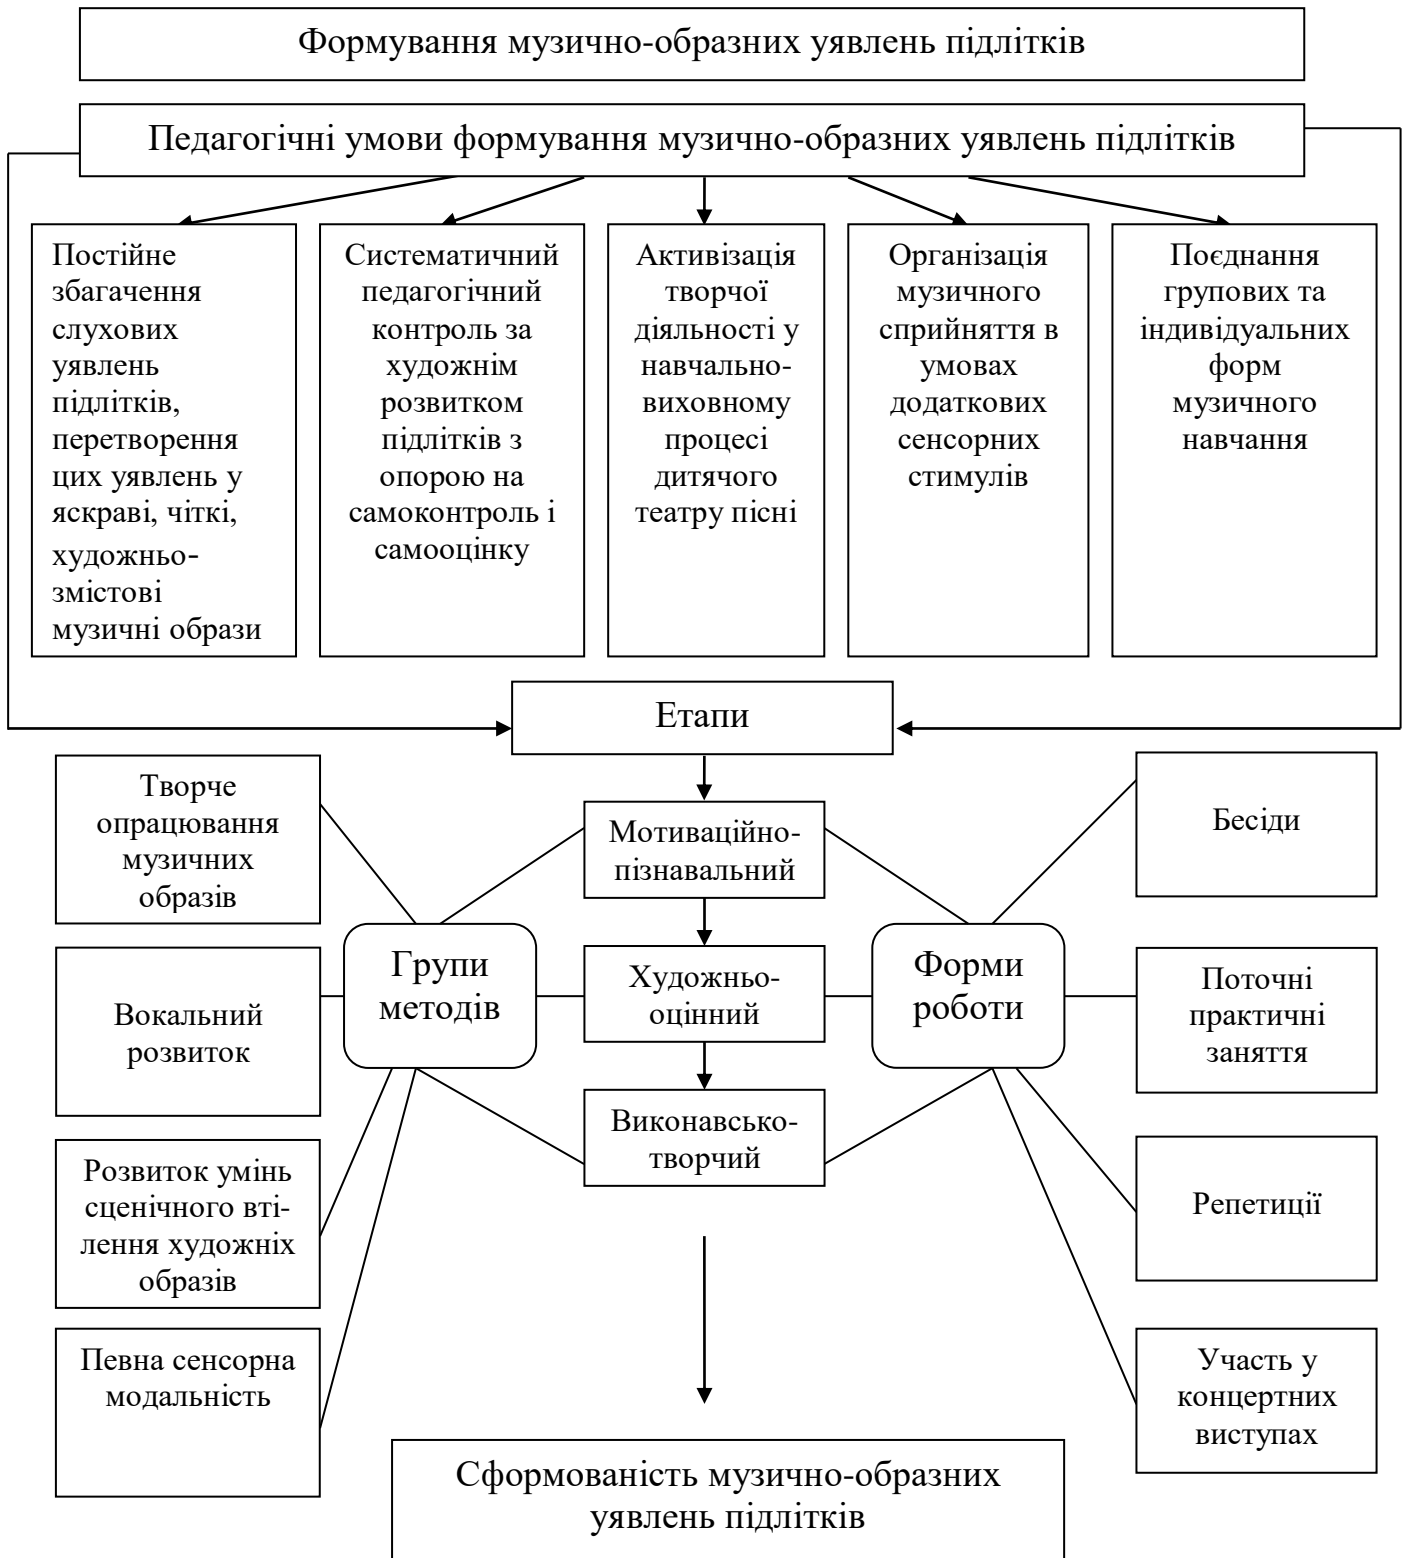 Формування музично-образних уявлень підлітків
Педагогічні умови формування музично-образних уявлень підлітків
Постійне
збагачення
слухових
уявлень
підлітків,
перетворення
цих уявлень у
яскраві, чіткі,
художньо-
змістові
музичні образи
Систематичний
педагогічний
контроль за
художнім
розвитком
підлітків з
опорою на
самоконтроль і
самооцінку
Активізація
творчої
діяльності у
навчально-
виховному
процесі
дитячого
театру пісні
Організація
музичного
сприйняття в
умовах
додаткових
сенсорних
стимулів
Поєднання
групових та
індивідуальних
форм
музичного
навчання
Етапи
Творче
опрацювання
музичних
образів
Вокальний
розвиток
Розвиток умінь
сценічного вті-
лення художніх
образів
Певна сенсорна
модальність
Групи
методів
Мотиваційно-
пізнавальний
Художньо-
оцінний
Виконавсько-
творчий
Форми
роботи
Бесіди
Поточні
практичні
заняття
Репетиції
Участь у
концертних
виступах
Сформованість музично-образних
уявлень підлітків